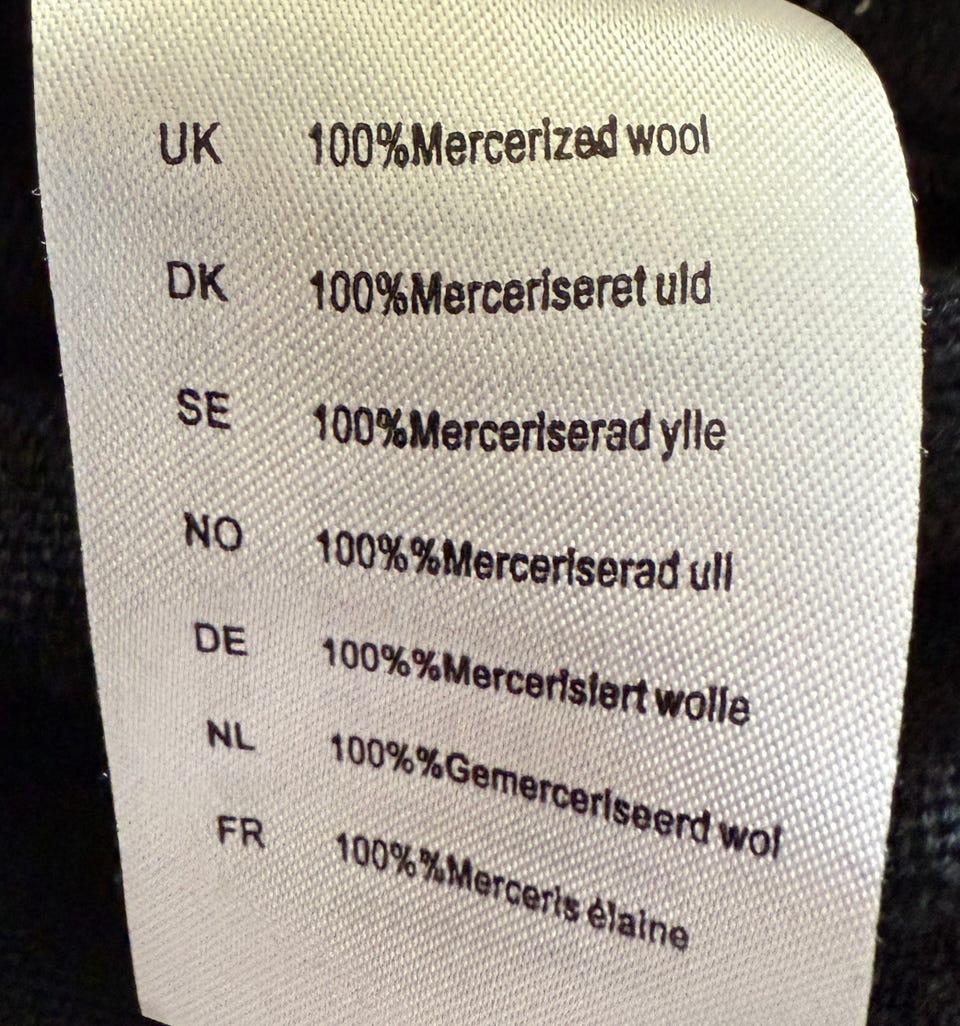 UK 100%Mercerized wool
DK 100%Merceriseret uld
SE 100%Merceriserad ylle
NO 100%%Merceriserad ull
DE 100%%Mercerisiert wolle
NL 100%%Gemerceriseerd wol
FR 100%%Merceris élaine